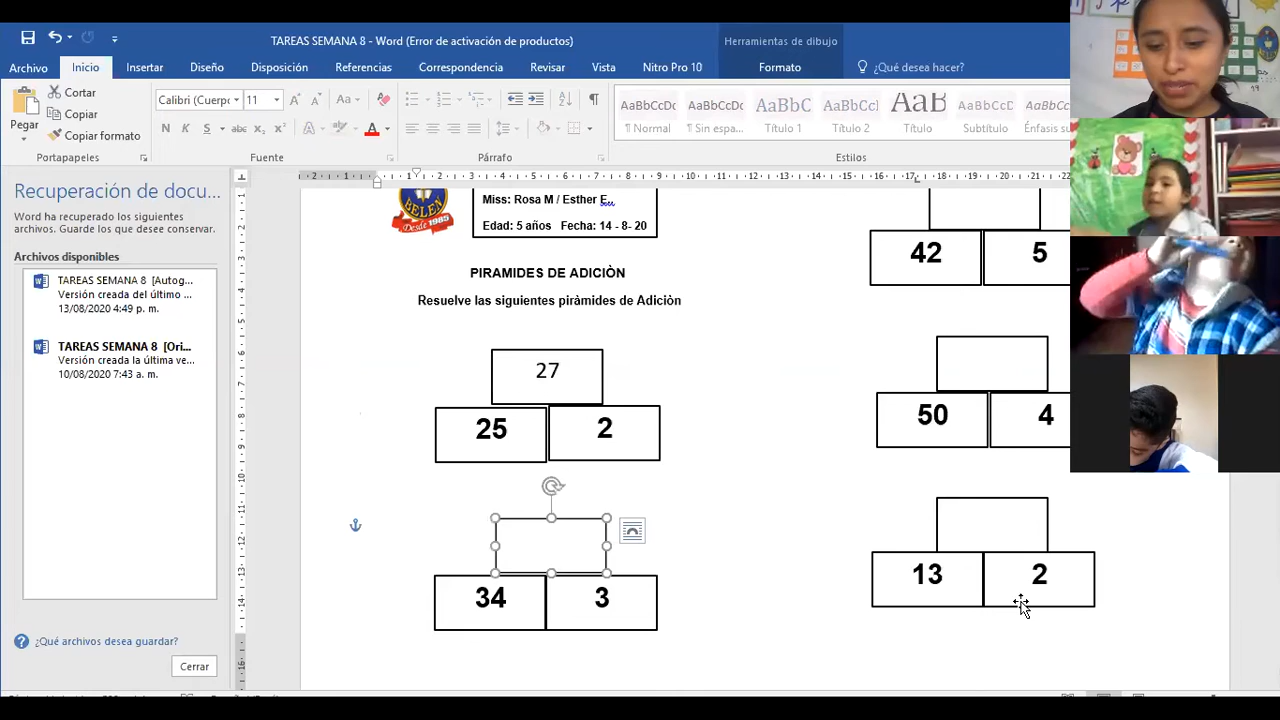 TAREAS SEMANA 8 - Word (Error de activación de productos)
Herramientas de dibujo
Archivo
Inicio
Insertar
Diseño
Disposición
Referencias
Correspondencia
Revisar
Vista
Nitro Pro 10
Formato
¿Qué desea hacer?
Pegar
Cortar
Copiar
Copiar formato
Portapapeles
Calibri (Cuerpo
11
Fuente
Párrafo
AaBbCcDc
¶ Normal
AaBbCcDc
¶ Sin espa...
AaBbC
Título 1
AaBbCc
Título 2
AaB
Título
AaBbCcD
Subtítulo
Énfasis su
Estilos
Recuperación de docu...
Word ha recuperado los siguientes
archivos. Guarde los que desee conservar.
Archivos disponibles
TAREAS SEMANA 8 [Autog...
Versión creada del último ...
13/08/2020 4:49 p. m.
TAREAS SEMANA 8 [Ori...
Versión creada la última ve...
10/08/2020 7:43 a. m.
¿Qué archivos desea guardar?
Cerrar
BELEN
Desde 1985
Miss: Rosa M / Esther E,.
Edad: 5 años Fecha: 14 - 8- 20
PIRAMIDES DE ADICIÒN
Resuelve las siguientes piràmides de Adiciòn
27
25 2
34 3
42 5
50 4
13 2